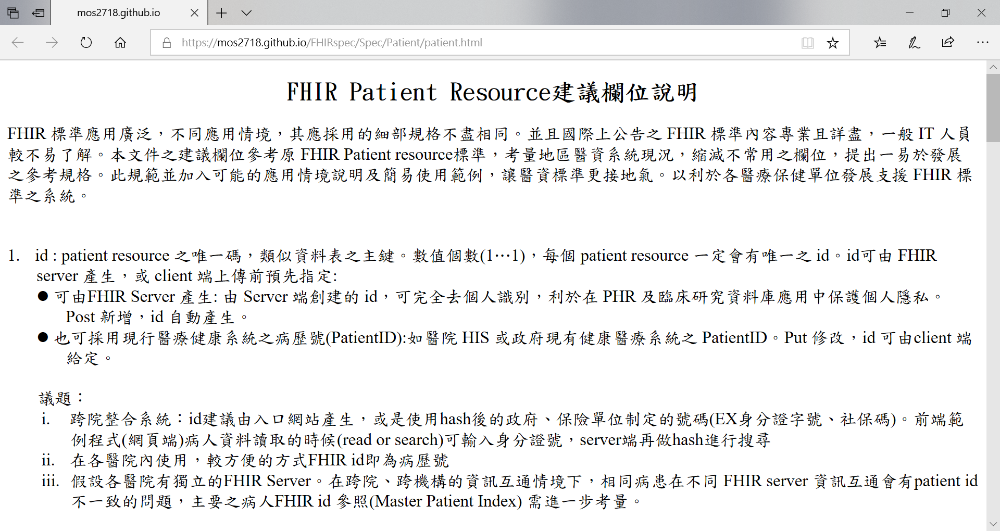 mos2718.github.io
https://mos2718.github.io/FHIRspec/Spec/Patient/patient.html
FHIR Patient Resource建議欄位說明
FHIR 標準應用廣泛，不同應用情境，其應採用的細部規格不盡相同。並且國際上公告之 FHIR 標準內容專業且詳盡，一般 IT 人員
較不易了解。本文件之建議欄位參考原 FHIR Patient resource標準，考量地區醫資系統現況，縮減不常用之欄位，提出一易於發展
之參考規格。此規範並加入可能的應用情境說明及簡易使用範例，讓醫資標準更接地氣。以利於各醫療保健單位發展支援 FHIR 標
準之系統。
1. id : patient resource 之唯一碼，類似資料表之主鍵。數值個數(1…1)，每個 patient resource 一定會有唯一之 id。id可由 FHIR
server 產生，或 client 端上傳前預先指定:
● 可由FHIR Server 產生: 由 Server 端創建的 id，可完全去個人識別，利於在 PHR 及臨床研究資料庫應用中保護個人隱私。
Post 新增，id 自動產生。
● 也可採用現行醫療健康系統之病歷號(PatientID):如醫院 HIS 或政府現有健康醫療系統之 PatientID。Put 修改，id 可由client 端
給定。
議題：
i. 跨院整合系統：id建議由入口網站產生，或是使用hash後的政府、保險單位制定的號碼(EX身分證字號、社保碼)。前端範
例程式(網頁端)病人資料讀取的時候(read or search)可輸入身分證號，server端再做hash進行搜尋
ii. 在各醫院內使用，較方便的方式FHIR id即為病歷號
iii. 假設各醫院有獨立的FHIR Server。在跨院、跨機構的資訊互通情境下，相同病患在不同 FHIR server 資訊互通會有patient id
不一致的問題，主要之病人FHIR id 參照(Master Patient Index) 需進一步考量。